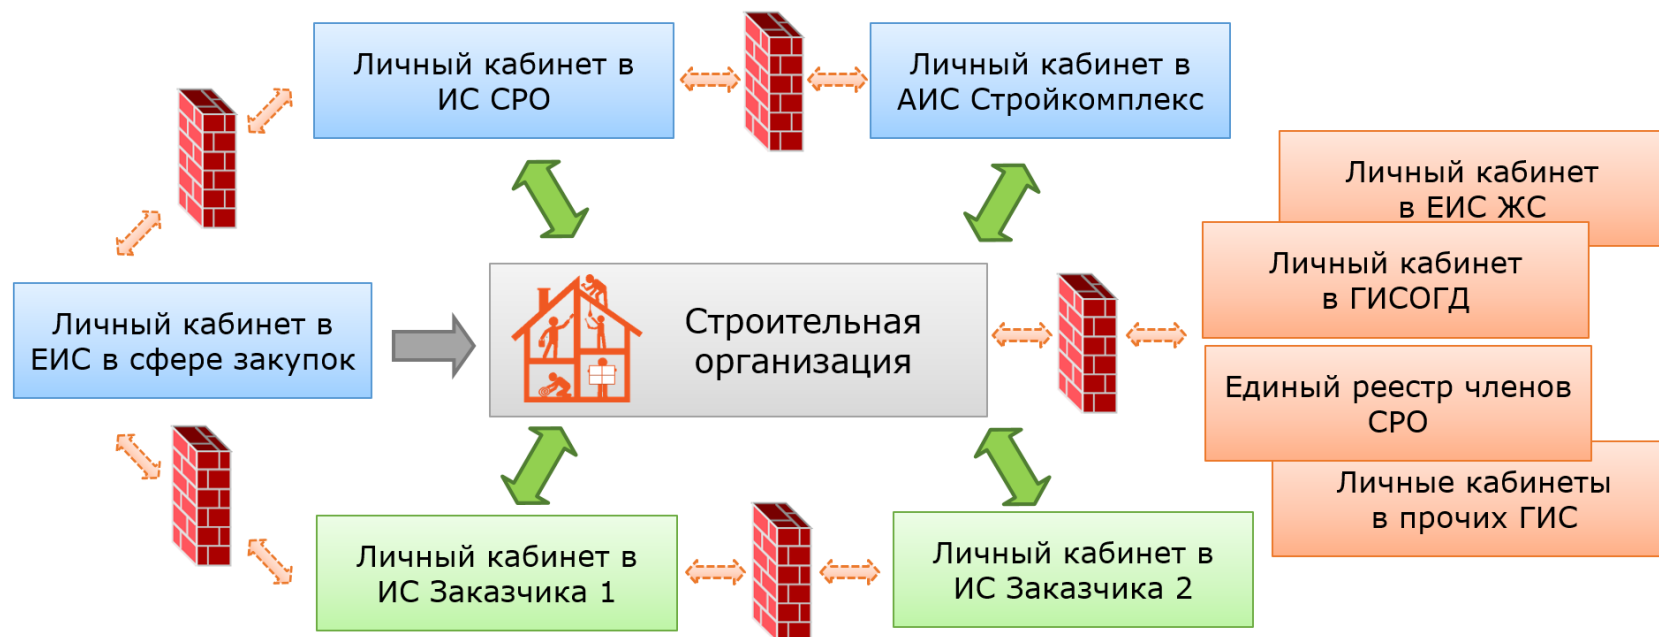 Личный кабинет в
ИС СРО
Личный кабинет в
АИС Стройкомплекс
Личный кабинет
в ЕИС ЖС
Личный кабинет
в ГИСОГД
Личный кабинет в
ЕИС в сфере закупок
Строительная
организация
Единый реестр членов
СРО
Личные кабинеты
в прочих ГИС
Личный кабинет в
ИС Заказчика 1
Личный кабинет в
ИС Заказчика 2